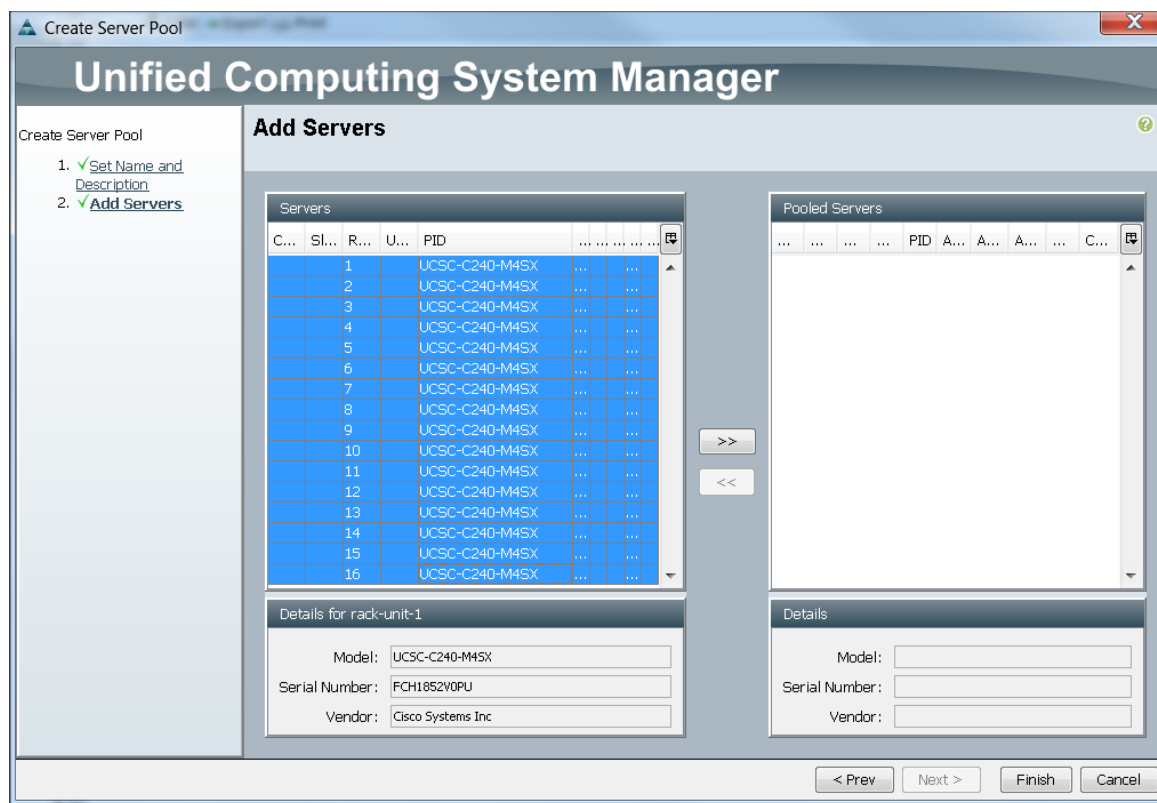 Create Server Pool
Unified Computing System Manager
Create Server Pool
1. √Set Name and
Description
2. √Add Servers
Add Servers
Servers
C... Sl... R... U... PID ... ... ... ... ...
1 UCSC-C240-M4SX ... ...
2 UCSC-C240-M4SX ... ...
3 UCSC-C240-M4SX ... ...
4 UCSC-C240-M4SX ... ...
5 UCSC-C240-M4SX ... ...
6 UCSC-C240-M4SX ... ...
7 UCSC-C240-M4SX ... ...
8 UCSC-C240-M4SX ... ...
9 UCSC-C240-M4SX ... ...
10 UCSC-C240-M4SX ... ...
11 UCSC-C240-M4SX ... ...
12 UCSC-C240-M4SX ... ...
13 UCSC-C240-M4SX ... ...
14 UCSC-C240-M4SX ... ...
15 UCSC-C240-M4SX ... ...
16 UCSC-C240-M4SX ... ...
Details for rack-unit-1
Model: UCSC-C240-M4SX
Serial Number: FCH1852V0PU
Vendor: Cisco Systems Inc
>>
<<
Pooled Servers
... ... ... ... PID A... A... A... ... C...
Details
Model:
Serial Number:
Vendor:
< Prev Next > Finish Cancel